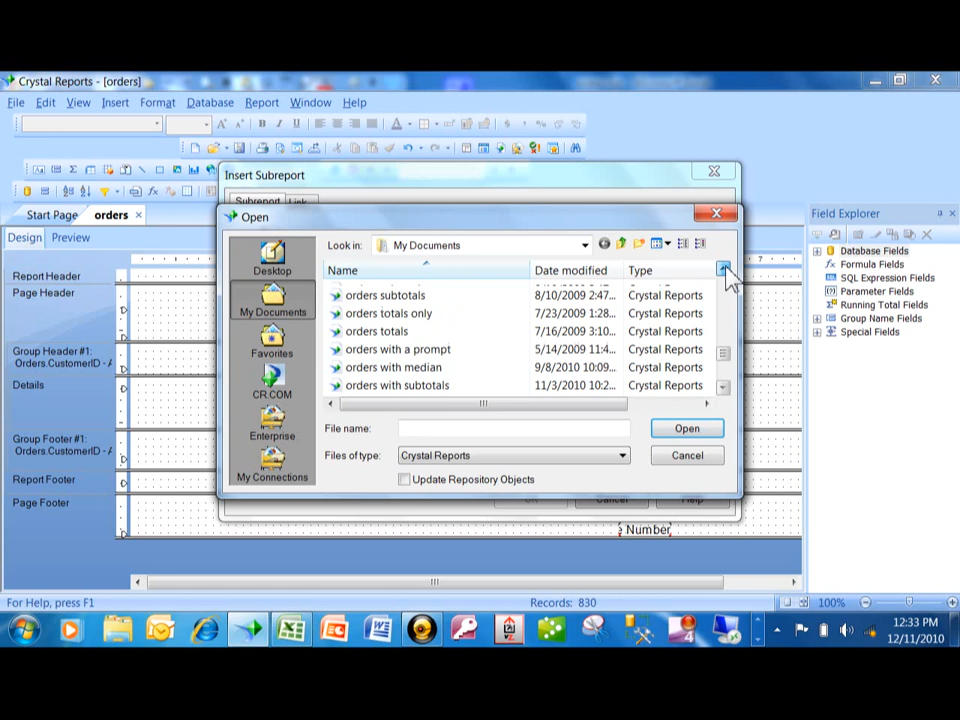 Crystal Reports - [orders]
File Edit View Insert Format Database Report Window Help
Start Page orders
Design Preview
Report Header
Page Header
Group Header #1:
Orders.CustomerID - A
Details
Group Footer #1:
Orders.CustomerID - A
Report Footer
Page Footer
Insert Subreport
Subreport Link
Open
Look in: My Documents
Desktop
My Documents
Favorites
CR.COM
Enterprise
My Connections
Name Date modified Type
orders subtotals 8/10/2009 2:47... Crystal Reports
orders totals only 7/23/2009 1:28... Crystal Reports
orders totals 7/16/2009 3:10... Crystal Reports
orders with a prompt 5/14/2009 11:4... Crystal Reports
orders with median 9/8/2010 10:09... Crystal Reports
orders with subtotals 11/3/2010 10:2... Crystal Reports
File name: Open
Files of type: Crystal Reports Cancel
Update Repository Objects
Cancel Help
e Number
Field Explorer
Database Fields
Formula Fields
SQL Expression Fields
Parameter Fields
Running Total Fields
Group Name Fields
Special Fields
For Help, press F1 Records: 830 100%
12:33 PM
12/11/2010